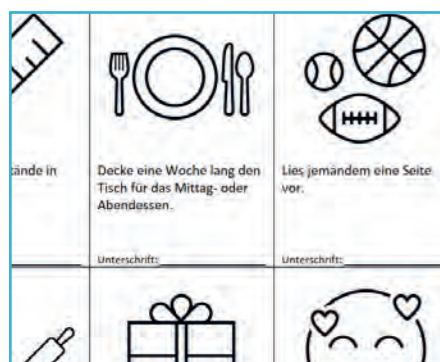 tände in
Decke eine Woche lang den
Tisch für das Mittag- oder
Abendessen.
Unterschrift:
Lies jemandem eine Seite
vor.
Unterschrift: